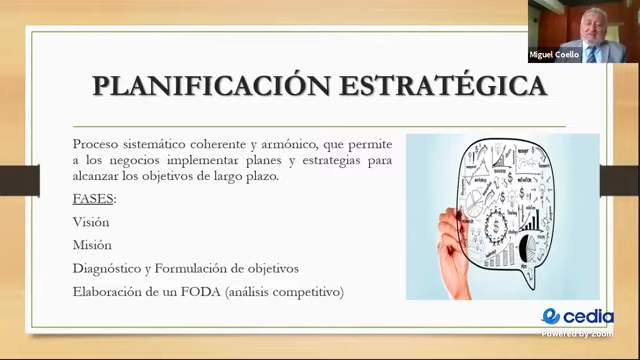 Miguel Coello
PLANIFICACIÓN ESTRATÉGICA
Proceso sistemático coherente y armónico, que permite
a los negocios implementar planes y estrategias para
alcanzar los objetivos de largo plazo.
FASES:
Visión
Misión
Diagnóstico y Formulación de objetivos
Elaboración de un FODA (análisis competitivo)
cedia
Powered by Zoom